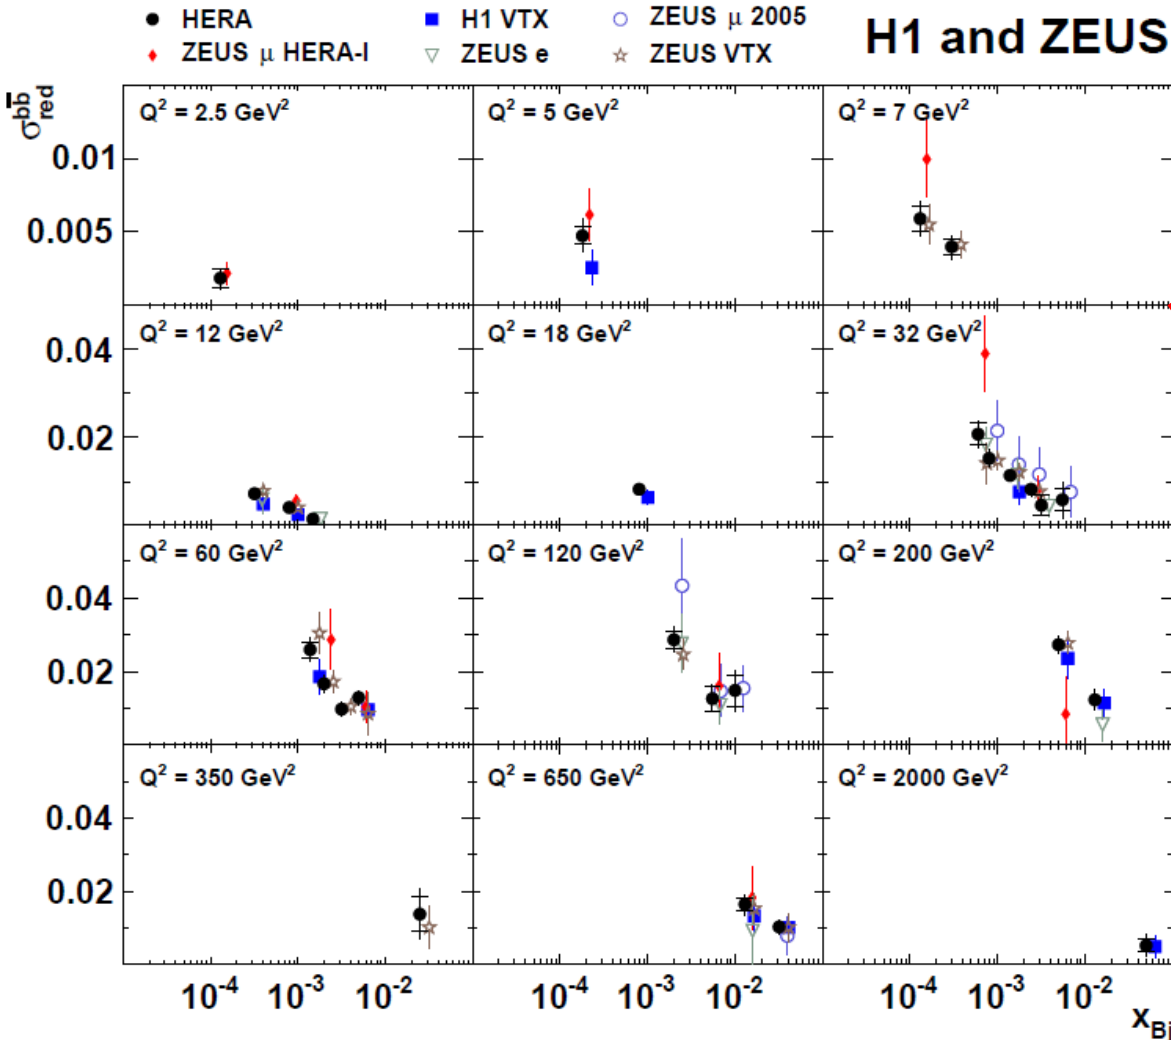 HERA H1 VTX ZEUS μ 2005
ZEUS μ HERA-I ZEUS e ZEUS VTX
H1 and ZEUS
σ_red^bb̄
Q² = 2.5 GeV² Q² = 5 GeV² Q² = 7 GeV²
0.01
0.005
Q² = 12 GeV² Q² = 18 GeV² Q² = 32 GeV²
0.04
0.02
Q² = 60 GeV² Q² = 120 GeV² Q² = 200 GeV²
0.04
0.02
Q² = 350 GeV² Q² = 650 GeV² Q² = 2000 GeV²
0.04
0.02
10⁻⁴ 10⁻³ 10⁻² 10⁻⁴ 10⁻³ 10⁻² 10⁻⁴ 10⁻³ 10⁻²
x_Bj